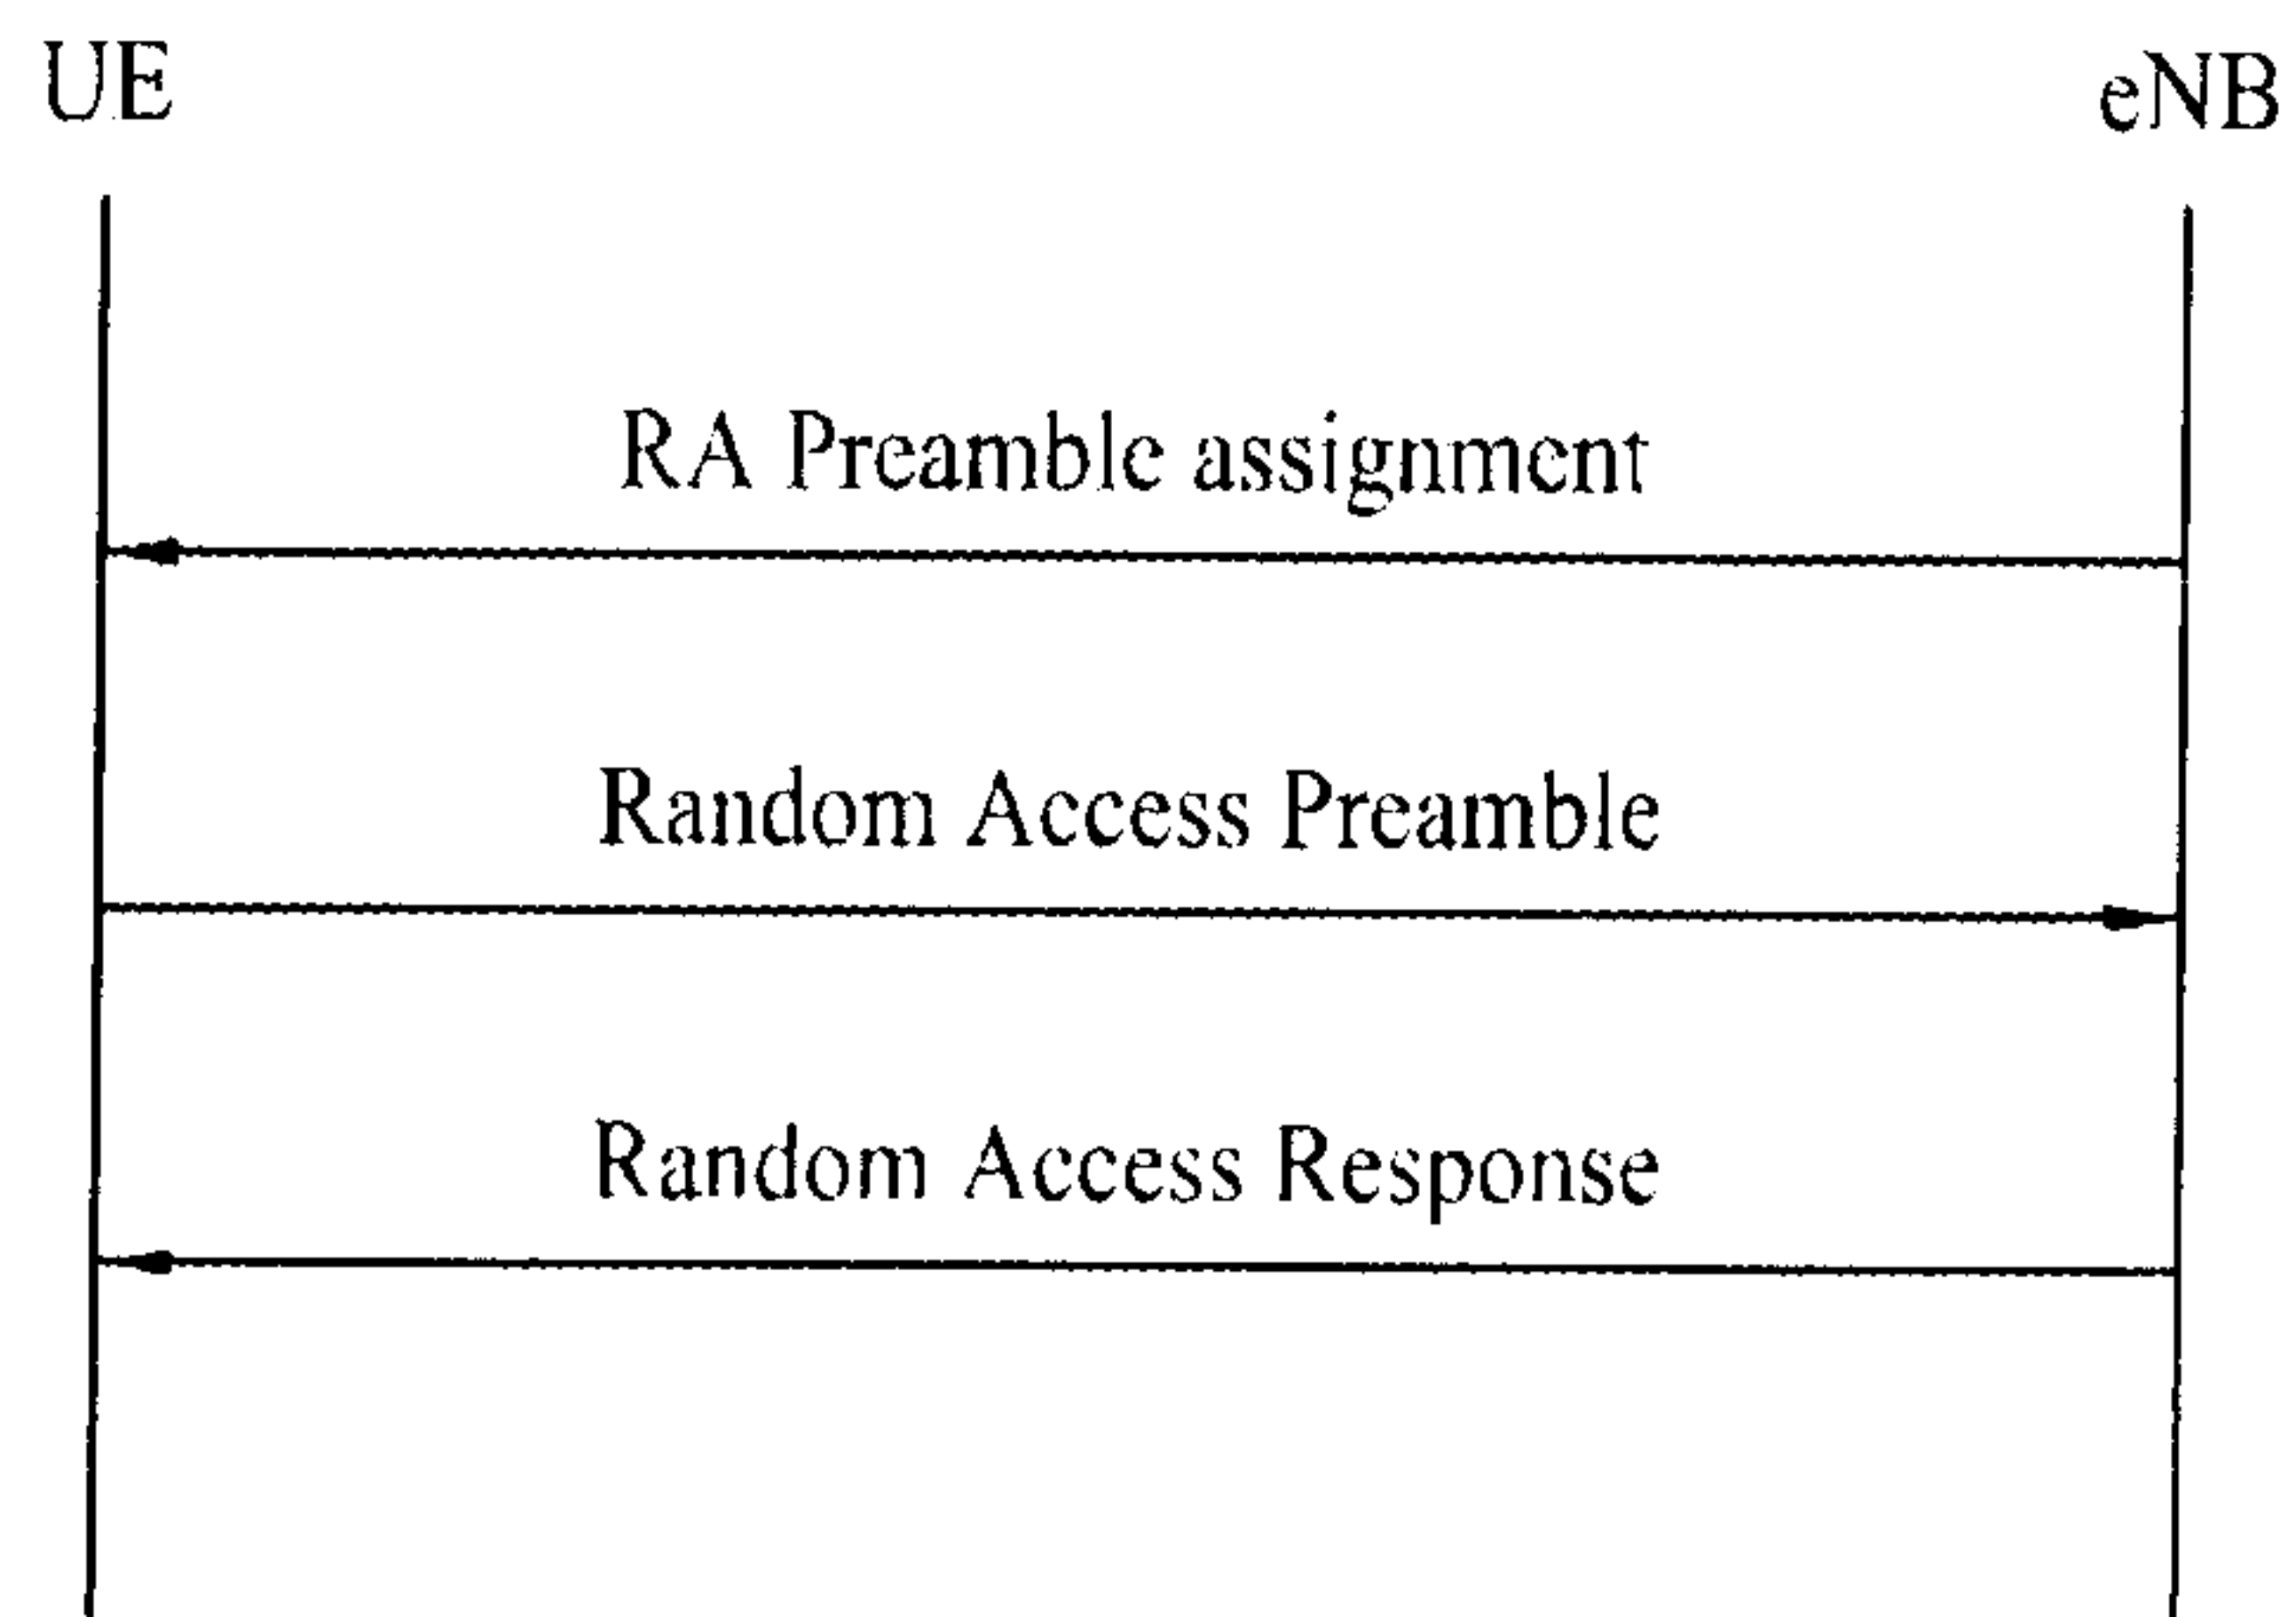 UE
eNB
RA Preamble assignment
Random Access Preamble
Random Access Response